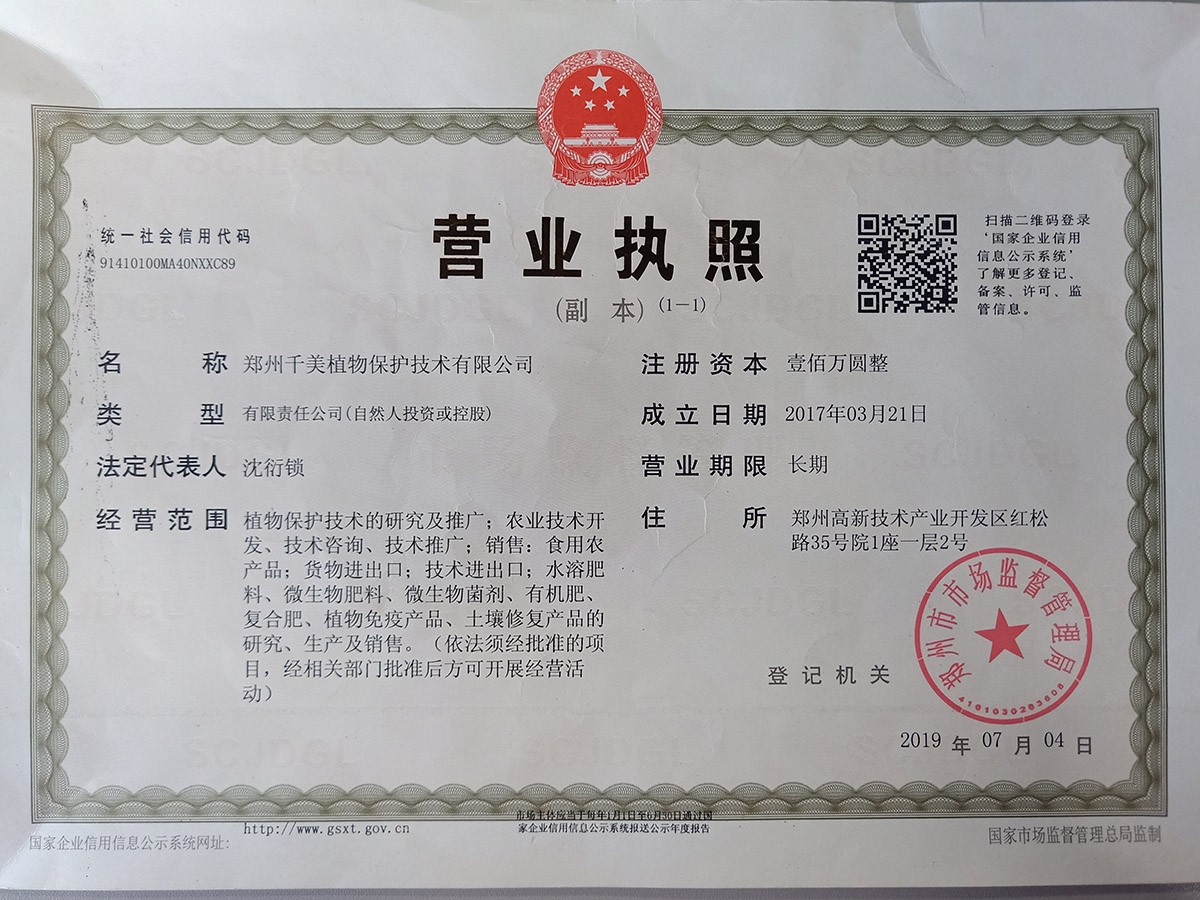 营业执照
(副 本) (1-1)
统一社会信用代码
91410100MA40NXXC89
扫描二维码登录
‘国家企业信用
信息公示系统’
了解更多登记、
备案、许可、监
管信息。
名 称 郑州千美植物保护技术有限公司
类 型 有限责任公司(自然人投资或控股)
法定代表人 沈衍锁
经营范围 植物保护技术的研究及推广；农业技术开
发、技术咨询、技术推广；销售：食用农
产品；货物进出口；技术进出口；水溶肥
料、微生物肥料、微生物菌剂、有机肥、
复合肥、植物免疫产品、土壤修复产品的
研究、生产及销售。（依法须经批准的项
目，经相关部门批准后方可开展经营活
动）
注册资本 壹佰万圆整
成立日期 2017年03月21日
营业期限 长期
住 所 郑州高新技术产业开发区红松
路35号院1座一层2号
登记机关
郑州市市场监督管理局
4101030263608
2019 年 07 月 04 日
国家企业信用信息公示系统网址:
http://www.gsxt.gov.cn
市场主体应当于每年1月1日至6月30日通过国
家企业信用信息公示系统报送公示年度报告
国家市场监督管理总局监制